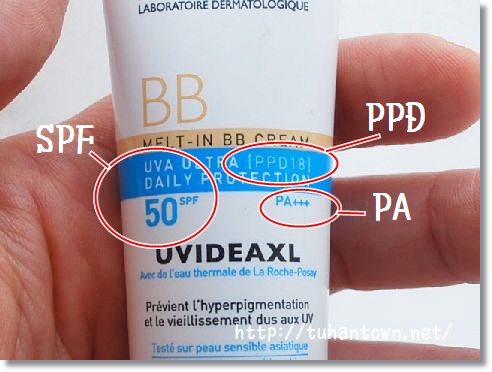 LABORATOIRE DERMATOLOGIQUE
BB
MELT-IN BB CREAM
SPF
PPD
UVA ULTRA [PPD18]
DAILY PROTECTION
50 SPF
PA+++
PA
UVIDEAXL
Avec de l'eau thermale de La Roche-Posay
Prévient l'hyperpigmentation
et le vieillissement dus aux UV
http://tuhantown.net/
Testé sur peau sensible asiatique